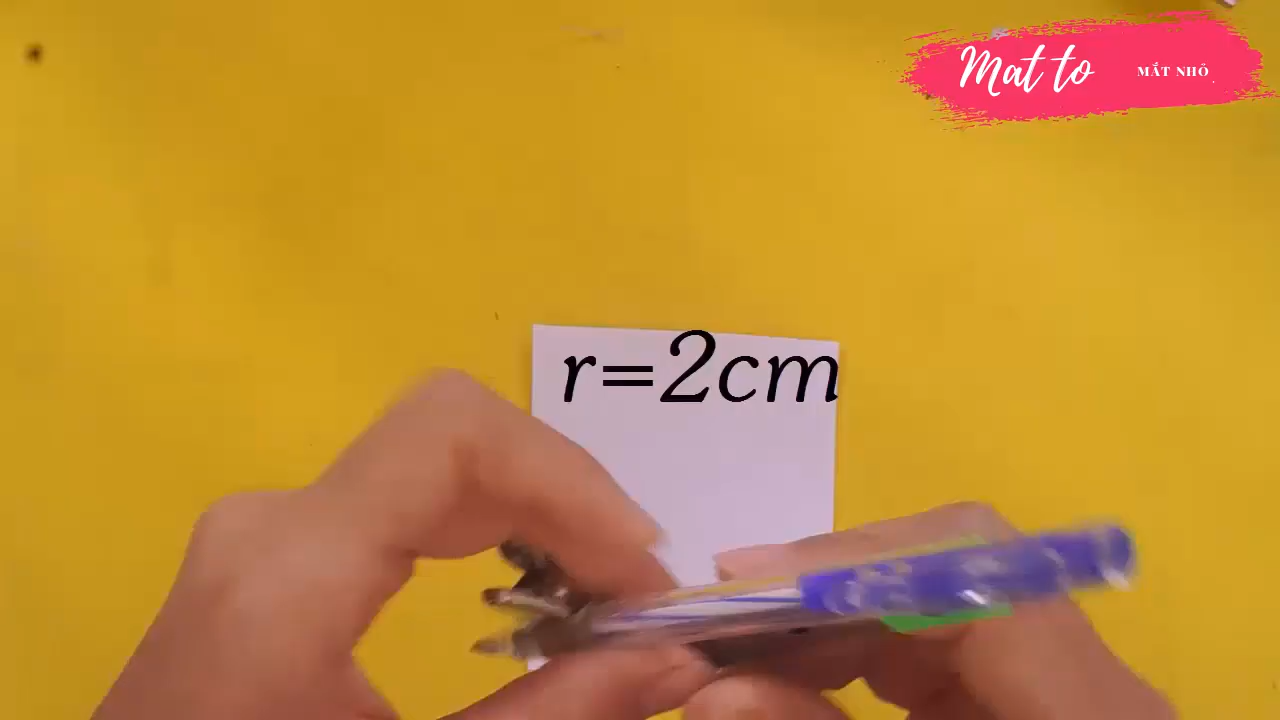 Mat to
MẮT NHỎ
r=2cm